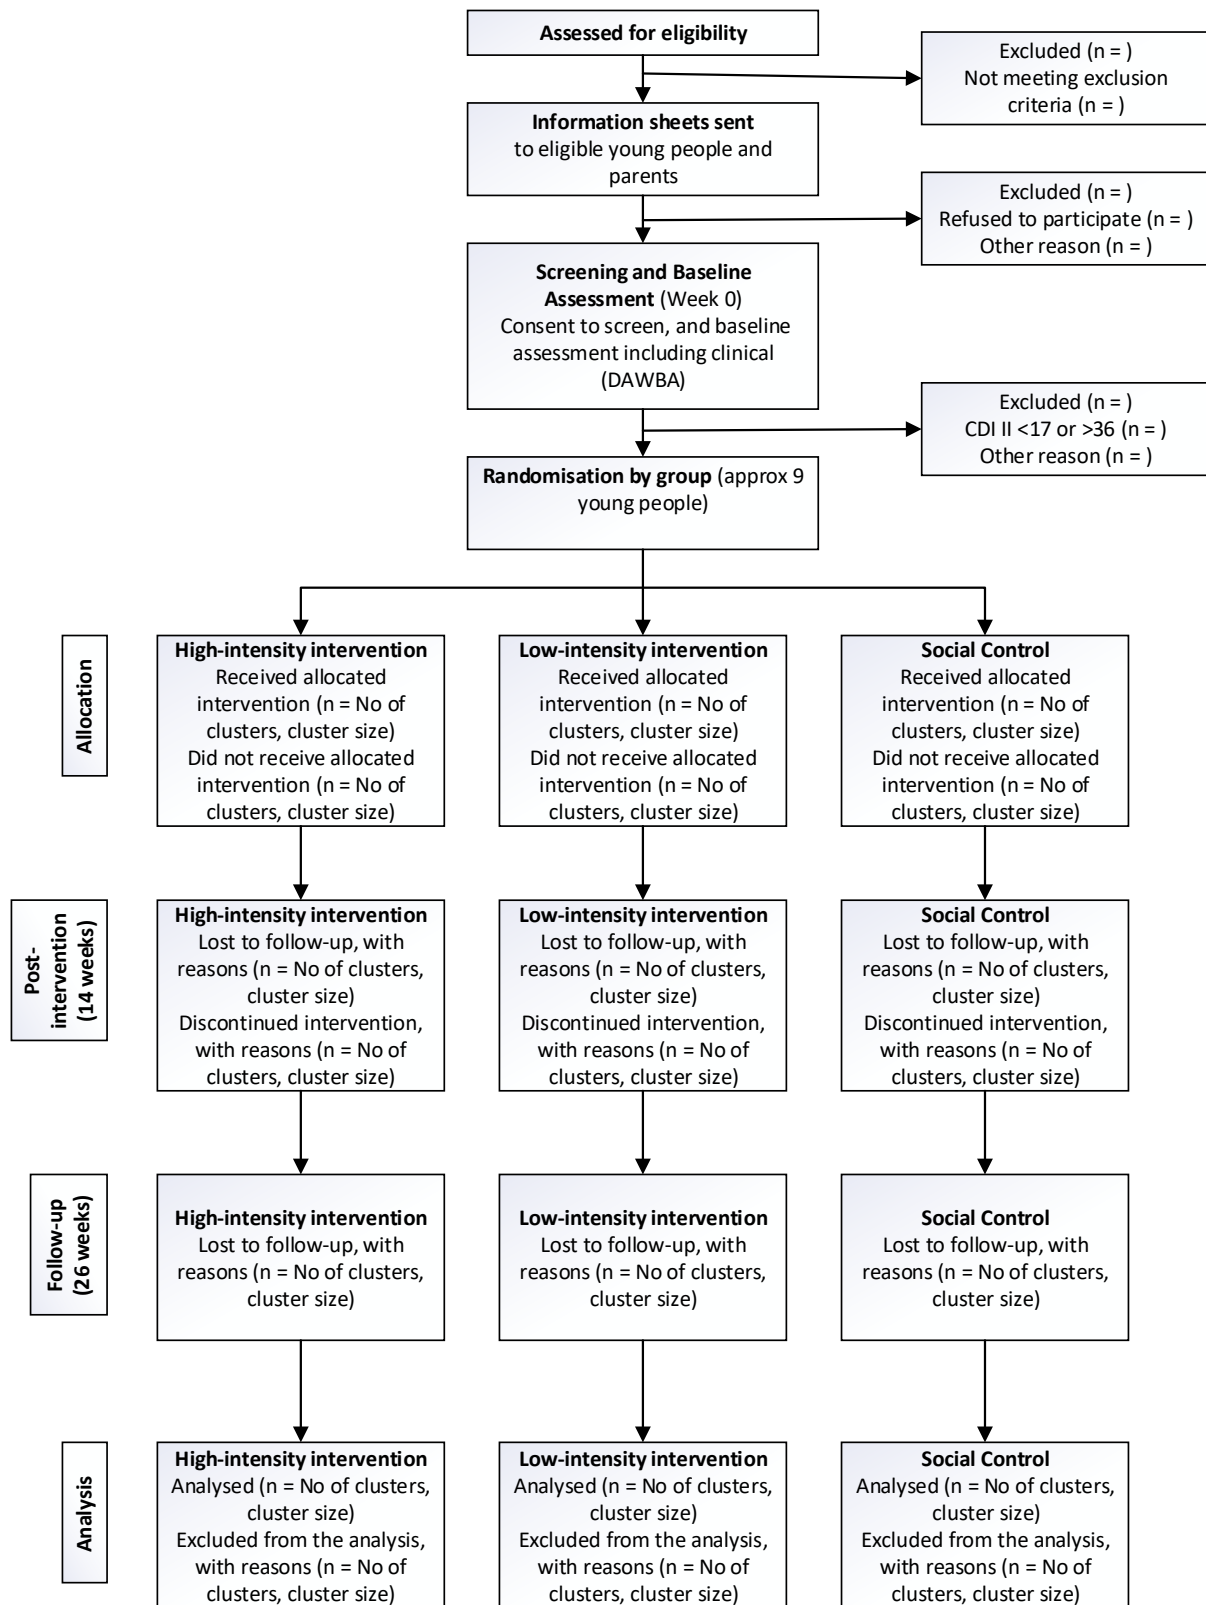 Assessed for eligibility
Excluded (n = )
Not meeting exclusion
criteria (n = )
Information sheets sent
to eligible young people and
parents
Excluded (n = )
Refused to participate (n = )
Other reason (n = )
Screening and Baseline
Assessment (Week 0)
Consent to screen, and baseline
assessment including clinical
(DAWBA)
Excluded (n = )
CDI II <17 or >36 (n = )
Other reason (n = )
Randomisation by group (approx 9
young people)
Allocation
High-intensity intervention
Received allocated
intervention (n = No of
clusters, cluster size)
Did not receive allocated
intervention (n = No of
clusters, cluster size)
Low-intensity intervention
Received allocated
intervention (n = No of
clusters, cluster size)
Did not receive allocated
intervention (n = No of
clusters, cluster size)
Social Control
Received allocated
intervention (n = No of
clusters, cluster size)
Did not receive allocated
intervention (n = No of
clusters, cluster size)
Post-
intervention
(14 weeks)
High-intensity intervention
Lost to follow-up, with
reasons (n = No of clusters,
cluster size)
Discontinued intervention,
with reasons (n = No of
clusters, cluster size)
Low-intensity intervention
Lost to follow-up, with
reasons (n = No of clusters,
cluster size)
Discontinued intervention,
with reasons (n = No of
clusters, cluster size)
Social Control
Lost to follow-up, with
reasons (n = No of clusters,
cluster size)
Discontinued intervention,
with reasons (n = No of
clusters, cluster size)
Follow-up
(26 weeks)
High-intensity intervention
Lost to follow-up, with
reasons (n = No of clusters,
cluster size)
Low-intensity intervention
Lost to follow-up, with
reasons (n = No of clusters,
cluster size)
Social Control
Lost to follow-up, with
reasons (n = No of clusters,
cluster size)
Analysis
High-intensity intervention
Analysed (n = No of clusters,
cluster size)
Excluded from the analysis,
with reasons (n = No of
clusters, cluster size)
Low-intensity intervention
Analysed (n = No of clusters,
cluster size)
Excluded from the analysis,
with reasons (n = No of
clusters, cluster size)
Social Control
Analysed (n = No of clusters,
cluster size)
Excluded from the analysis,
with reasons (n = No of
clusters, cluster size)